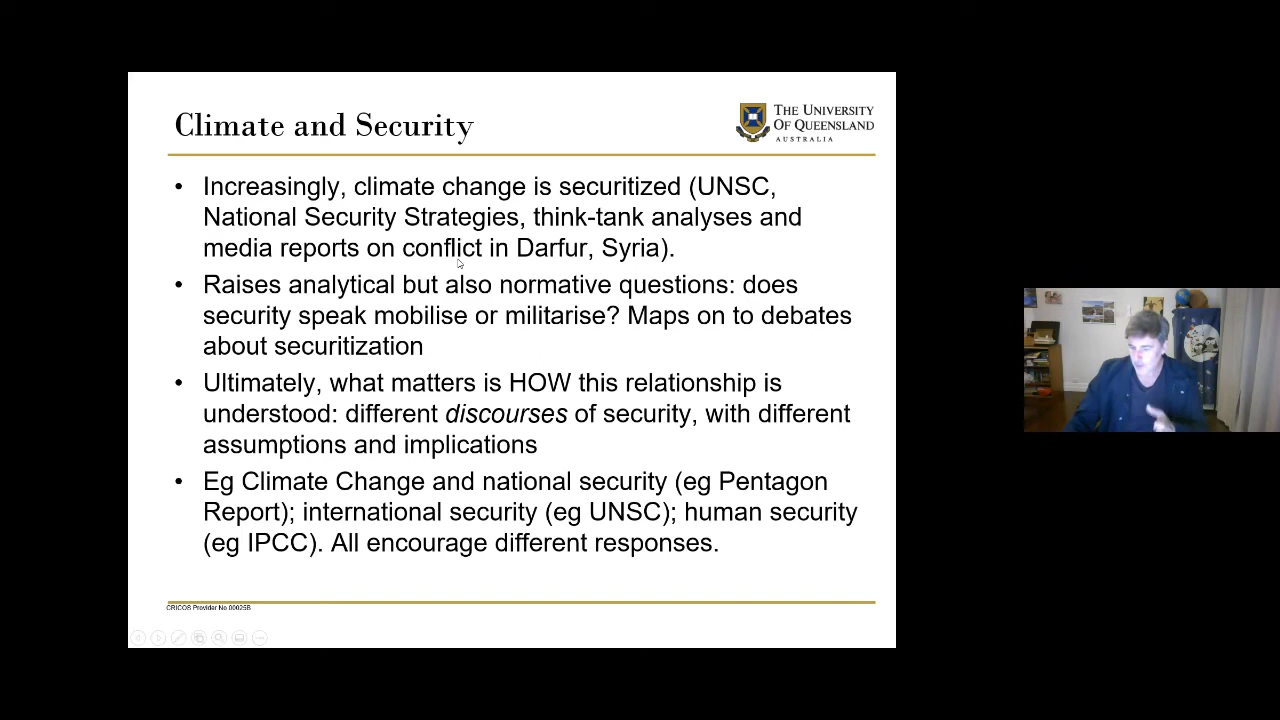 Climate and Security
THE UNIVERSITY
OF QUEENSLAND
AUSTRALIA
• Increasingly, climate change is securitized (UNSC,
National Security Strategies, think-tank analyses and
media reports on conflict in Darfur, Syria).
• Raises analytical but also normative questions: does
security speak mobilise or militarise? Maps on to debates
about securitization
• Ultimately, what matters is HOW this relationship is
understood: different discourses of security, with different
assumptions and implications
• Eg Climate Change and national security (eg Pentagon
Report); international security (eg UNSC); human security
(eg IPCC). All encourage different responses.
CRICOS Provider No 00025B